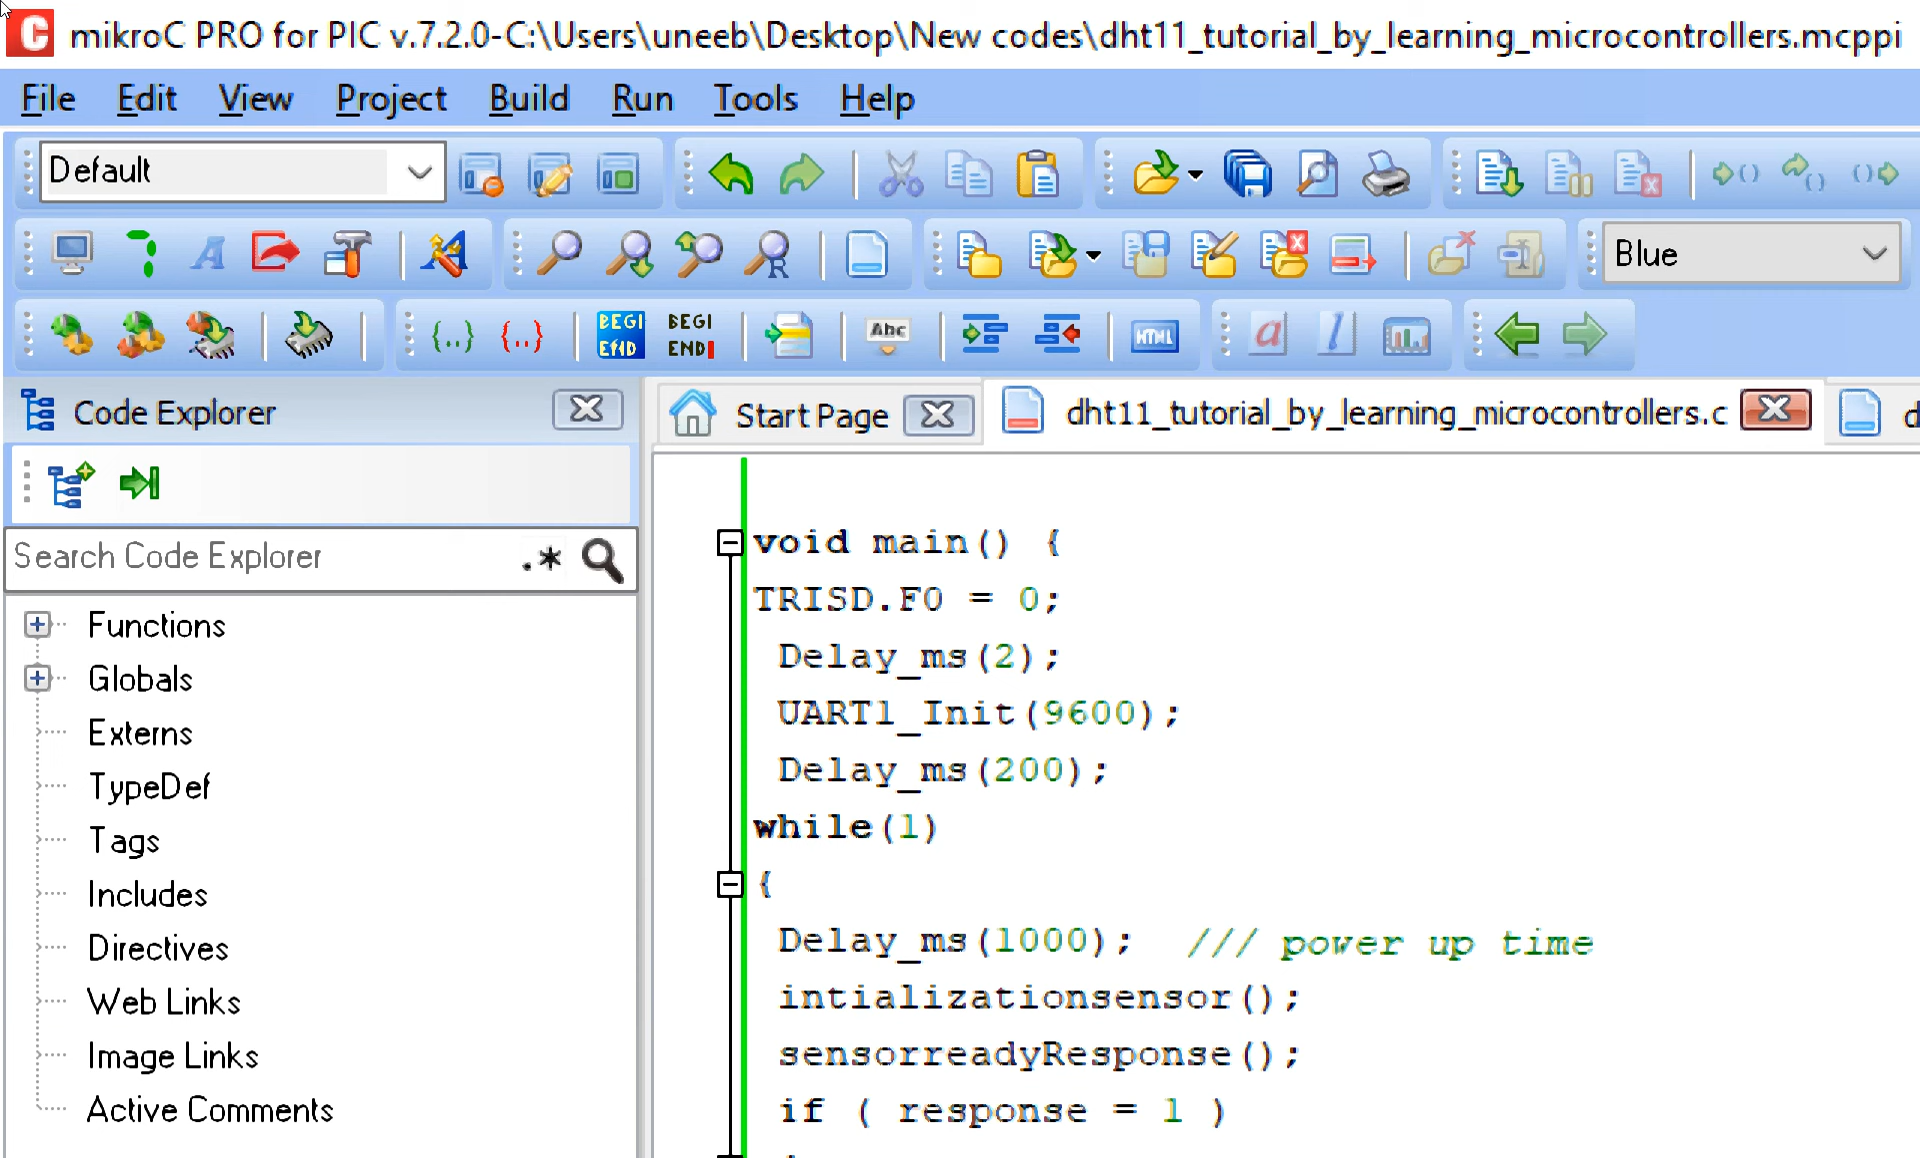 mikroC PRO for PIC v.7.2.0-C:\Users\uneeb\Desktop\New codes\dht11_tutorial_by_learning_microcontrollers.mcppi
File Edit View Project Build Run Tools Help
Default
Blue
BEGI END BEGI END Abc HTML
Code Explorer
Start Page dht11_tutorial_by_learning_microcontrollers.c d
Search Code Explorer .*
Functions
Globals
Externs
TypeDef
Tags
Includes
Directives
Web Links
Image Links
Active Comments
void main() {
TRISD.F0 = 0;
Delay_ms(2);
UART1_Init(9600);
Delay_ms(200);
while(1)
{
Delay_ms(1000); /// power up time
intializationsensor();
sensorreadyResponse();
if ( response = 1 )